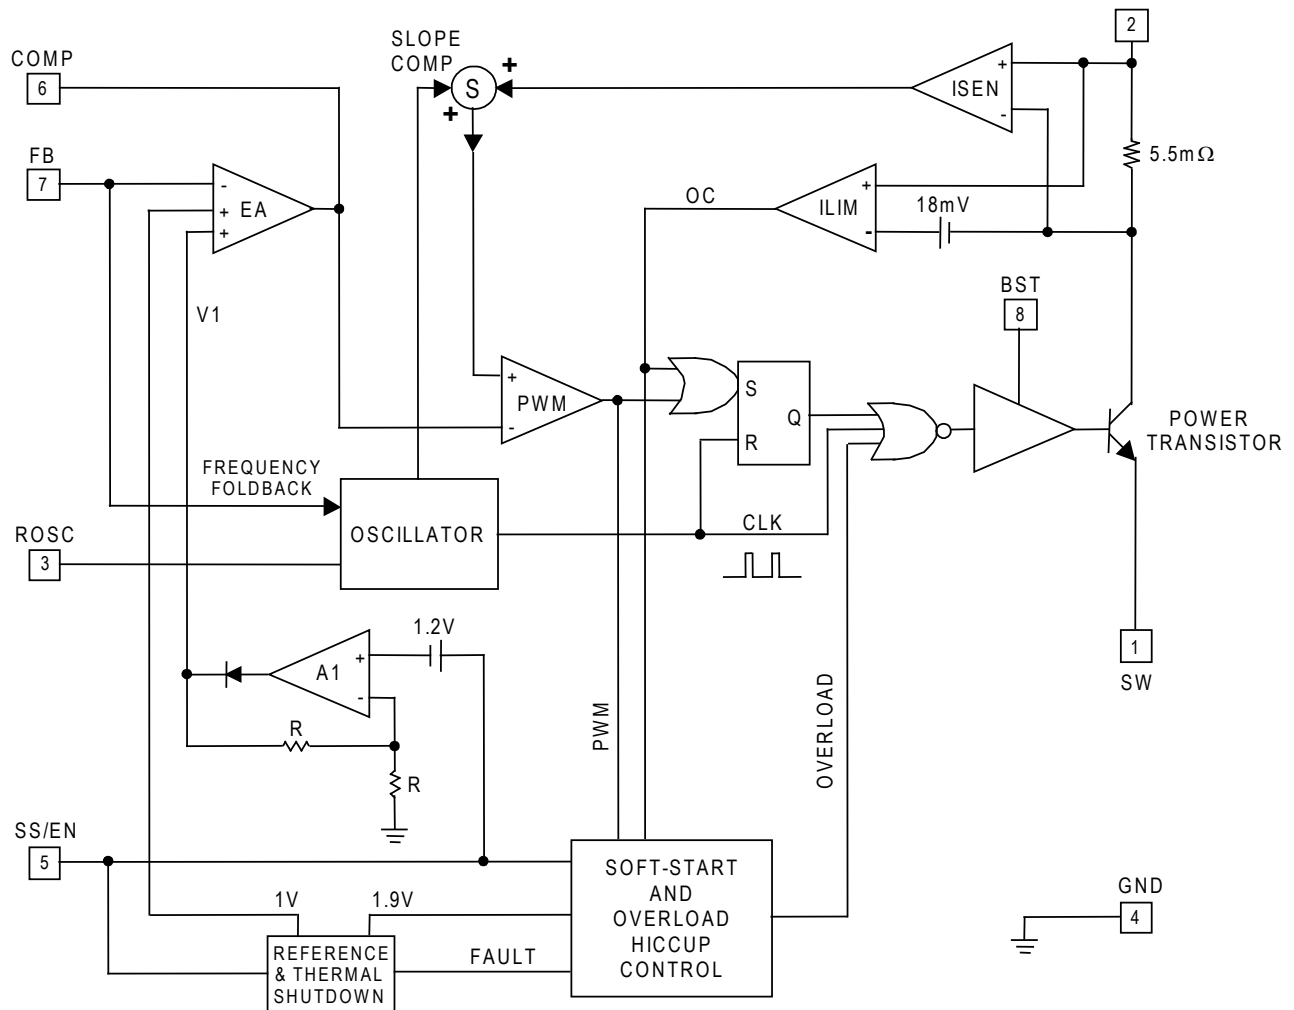 2
SLOPE
COMP
COMP
6
S
+
+
ISEN
+
-
5.5mΩ
FB
7
-
+
+
EA
OC
ILIM
+
-
18mV
V1
BST
8
+
PWM
-
S
Q
R
POWER
TRANSISTOR
FREQUENCY
FOLDBACK
OSCILLATOR
CLK
ROSC
3
1.2V
A1
+
-
R
R
PWM
OVERLOAD
1
SW
SS/EN
5
SOFT-START
AND
OVERLOAD
HICCUP
CONTROL
1V
1.9V
REFERENCE
& THERMAL
SHUTDOWN
FAULT
GND
4